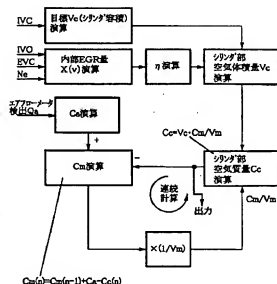 IVC
目標Vc(シリンダ容積)
演算
IVO
EVC
Ne
内部EGR量
X(v) 演算
η演算
シリンダ部
空気体積量Vc
演算
エアフローメータ
検出Qa
Ca演算
Cc=Vc・Cm/Vm
+
−
Cm演算
シリンダ部
空気質量Cc
演算
連続
計算
出力
Cm/Vm
×(1/Vm)
Cm(n)=Cm(n-1)+Ca-Cc(n)